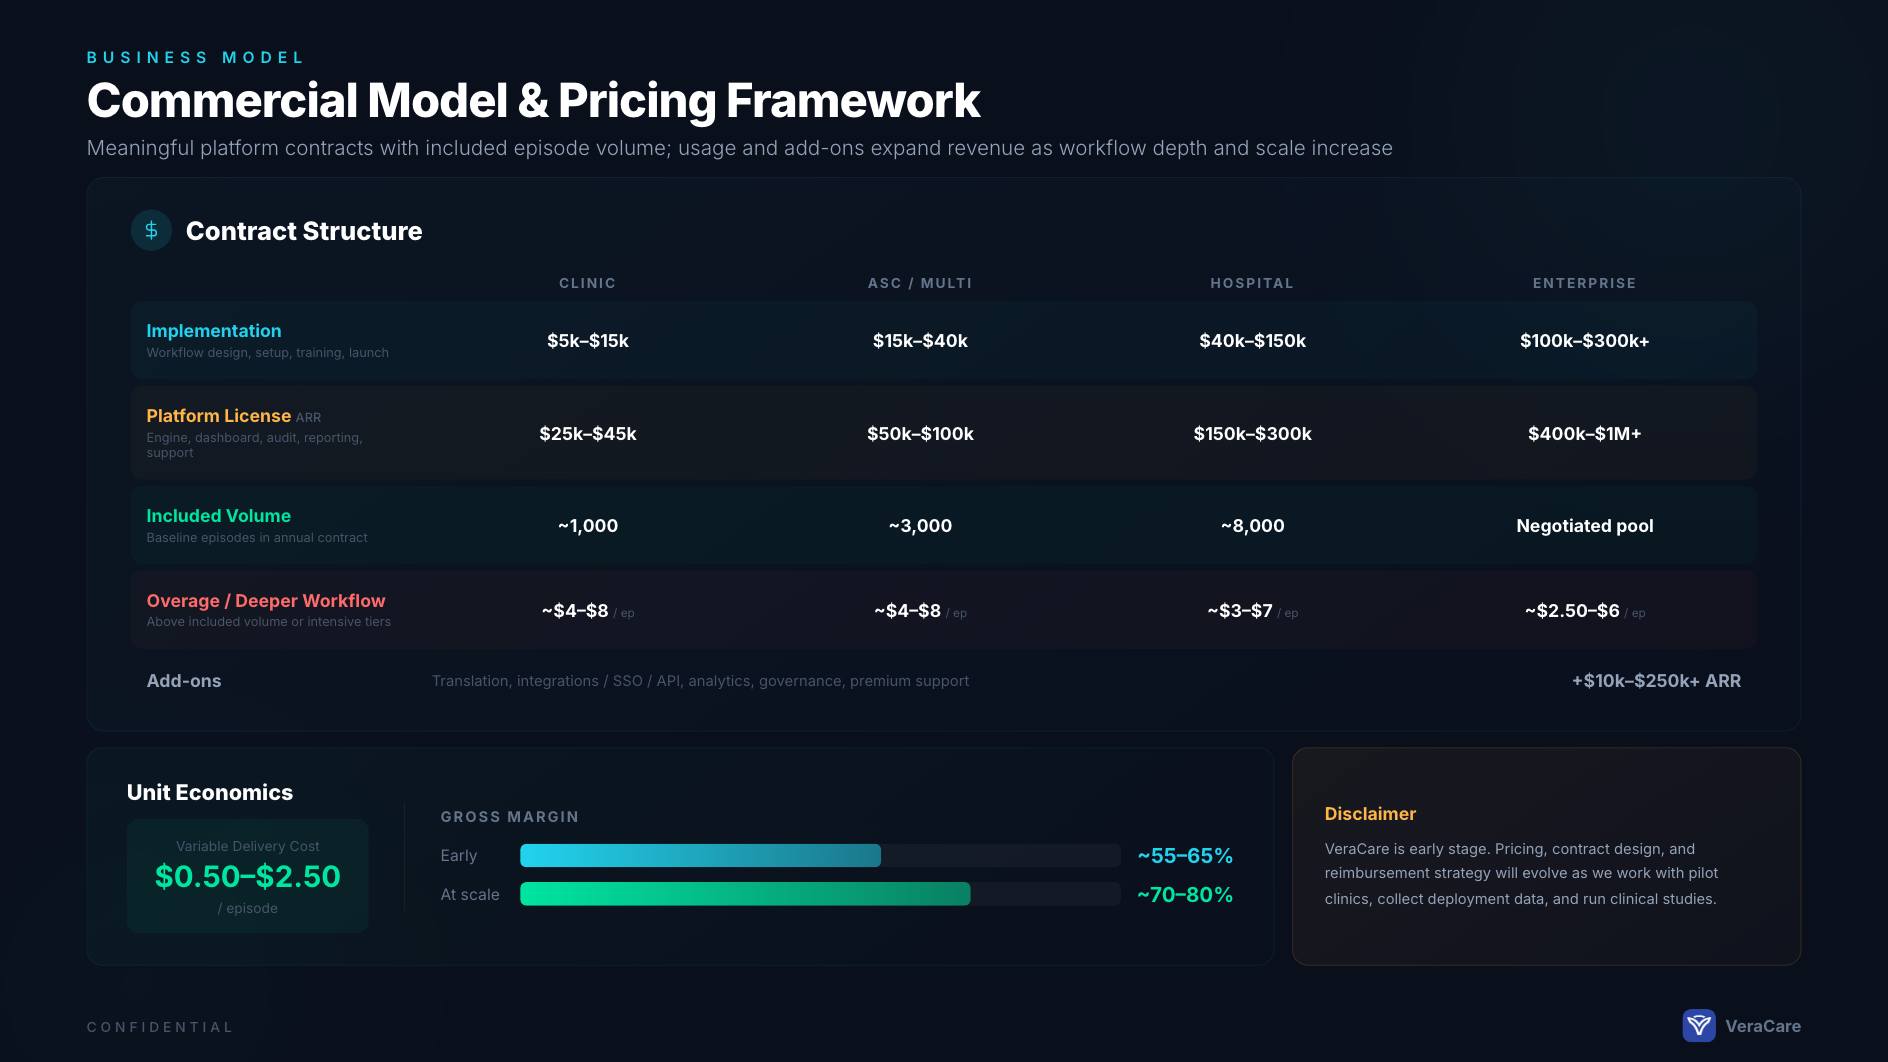 BUSINESS MODEL
Commercial Model & Pricing Framework
Meaningful platform contracts with included episode volume; usage and add-ons expand revenue as workflow depth and scale increase
$ Contract Structure
CLINIC ASC / MULTI HOSPITAL ENTERPRISE
Implementation
Workflow design, setup, training, launch
$5k–$15k $15k–$40k $40k–$150k $100k–$300k+
Platform License ARR
Engine, dashboard, audit, reporting,
support
$25k–$45k $50k–$100k $150k–$300k $400k–$1M+
Included Volume
Baseline episodes in annual contract
~1,000 ~3,000 ~8,000 Negotiated pool
Overage / Deeper Workflow
Above included volume or intensive tiers
~$4–$8 / ep ~$4–$8 / ep ~$3–$7 / ep ~$2.50–$6 / ep
Add-ons Translation, integrations / SSO / API, analytics, governance, premium support +$10k–$250k+ ARR
Unit Economics
Variable Delivery Cost
$0.50–$2.50
/ episode
GROSS MARGIN
Early ~55–65%
At scale ~70–80%
Disclaimer
VeraCare is early stage. Pricing, contract design, and
reimbursement strategy will evolve as we work with pilot
clinics, collect deployment data, and run clinical studies.
CONFIDENTIAL
VeraCare